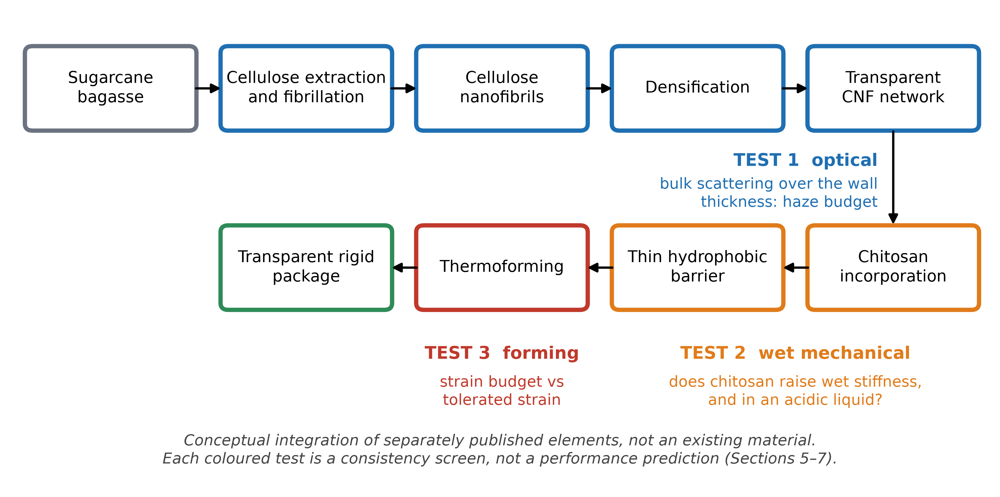 Sugarcane
bagasse
Cellulose extraction
and fibrillation
Cellulose
nanofibrils
Densification
Transparent
CNF network
TEST 1 optical
bulk scattering over the wall
thickness: haze budget
Transparent rigid
package
Thermoforming
Thin hydrophobic
barrier
Chitosan
incorporation
TEST 3 forming
strain budget vs
tolerated strain
TEST 2 wet mechanical
does chitosan raise wet stiffness,
and in an acidic liquid?
Conceptual integration of separately published elements, not an existing material.
Each coloured test is a consistency screen, not a performance prediction (Sections 5–7).